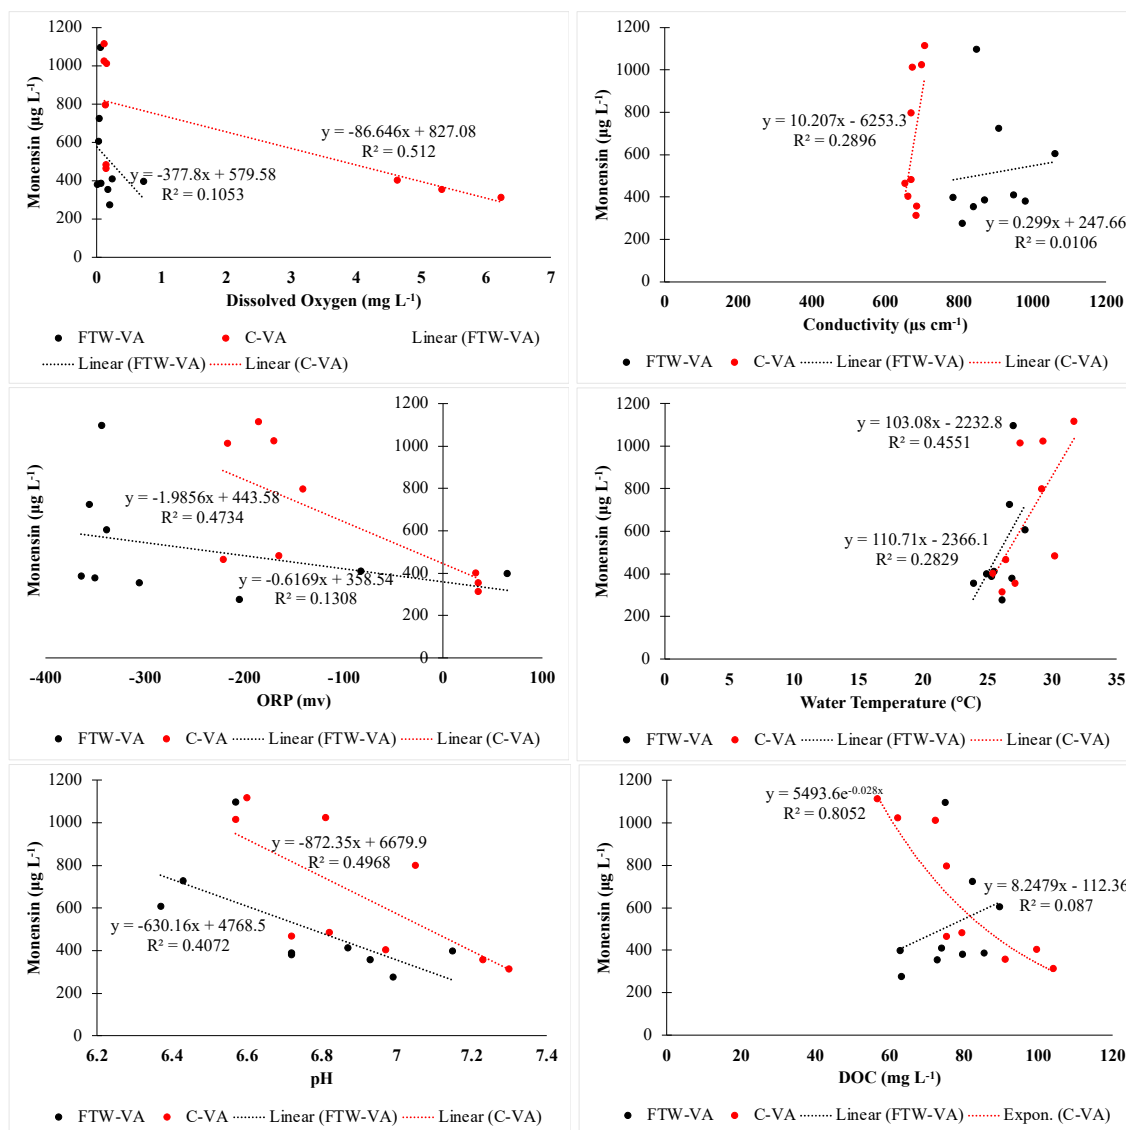 1200
1000
800
600
400
200
0
Monensin (µg L-1)
y = -86.646x + 827.08
R² = 0.512
y = -377.8x + 579.58
R² = 0.1053
0 1 2 3 4 5 6 7
Dissolved Oxygen (mg L-1)
FTW-VA C-VA Linear (FTW-VA)
Linear (FTW-VA) Linear (C-VA)
1200
1000
800
600
400
200
0
Monensin (µg L-1)
y = 10.207x - 6253.3
R² = 0.2896
y = 0.299x + 247.66
R² = 0.0106
0 200 400 600 800 1000 1200
Conductivity (µs cm-1)
FTW-VA C-VA Linear (FTW-VA) Linear (C-VA)
1200
1000
800
600
400
200
0
Monensin (µg L-1)
y = -1.9856x + 443.58
R² = 0.4734
y = -0.6169x + 358.54
R² = 0.1308
-400 -300 -200 -100 0 100
ORP (mv)
FTW-VA C-VA Linear (FTW-VA) Linear (C-VA)
1200
1000
800
600
400
200
0
Monensin (µg L-1)
y = 103.08x - 2232.8
R² = 0.4551
y = 110.71x - 2366.1
R² = 0.2829
0 5 10 15 20 25 30 35
Water Temperature (°C)
FTW-VA C-VA Linear (FTW-VA) Linear (C-VA)
1200
1000
800
600
400
200
0
Monensin (µg L-1)
y = -872.35x + 6679.9
R² = 0.4968
y = -630.16x + 4768.5
R² = 0.4072
6.2 6.4 6.6 6.8 7 7.2 7.4
pH
FTW-VA C-VA Linear (FTW-VA) Linear (C-VA)
1200
1000
800
600
400
200
0
Monensin (µg L-1)
y = 5493.6e-0.028x
R² = 0.8052
y = 8.2479x - 112.36
R² = 0.087
0 20 40 60 80 100 120
DOC (mg L-1)
FTW-VA C-VA Linear (FTW-VA) Expon. (C-VA)